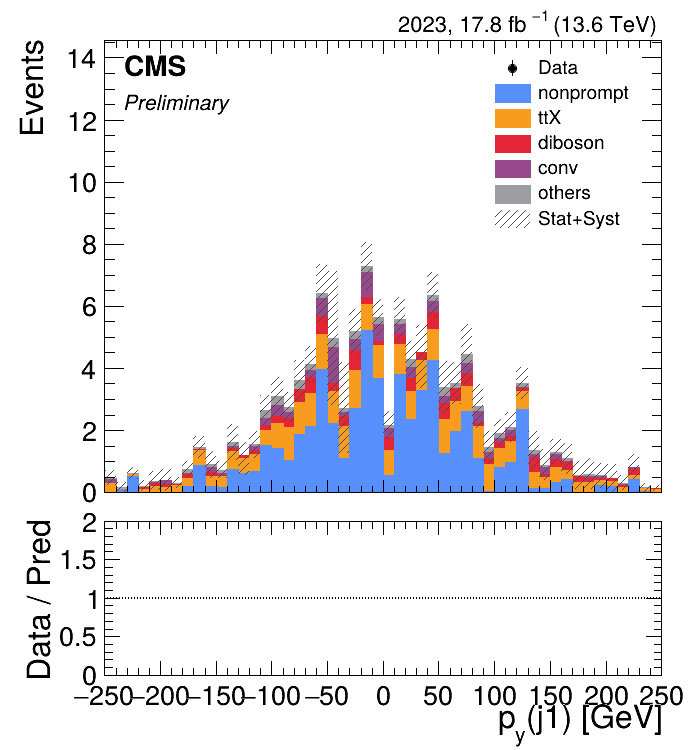 2023, 17.8 fb⁻¹ (13.6 TeV)
CMS
Preliminary
Events
14
12
10
8
6
4
2
0
Data
nonprompt
ttX
diboson
conv
others
Stat+Syst
Data / Pred
2
1.5
1
0.5
0
−250 −200 −150 −100 −50 0 50 100 150 200 250
p_y(j1) [GeV]